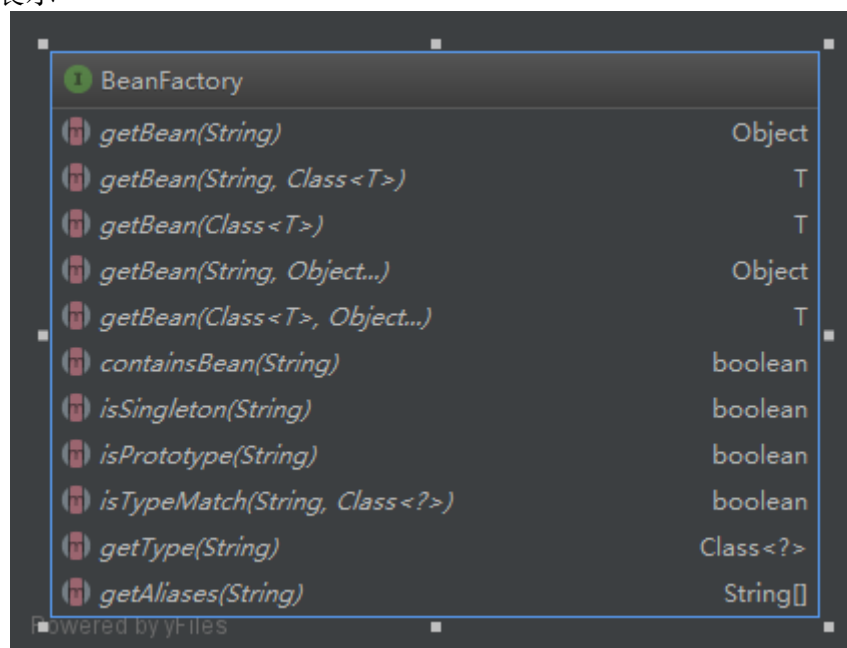 BeanFactory
getBean(String) Object
getBean(String, Class<T>) T
getBean(Class<T>) T
getBean(String, Object...) Object
getBean(Class<T>, Object...) T
containsBean(String) boolean
isSingleton(String) boolean
isPrototype(String) boolean
isTypeMatch(String, Class<?>) boolean
getType(String) Class<?>
getAliases(String) String[]
Powered by yFiles